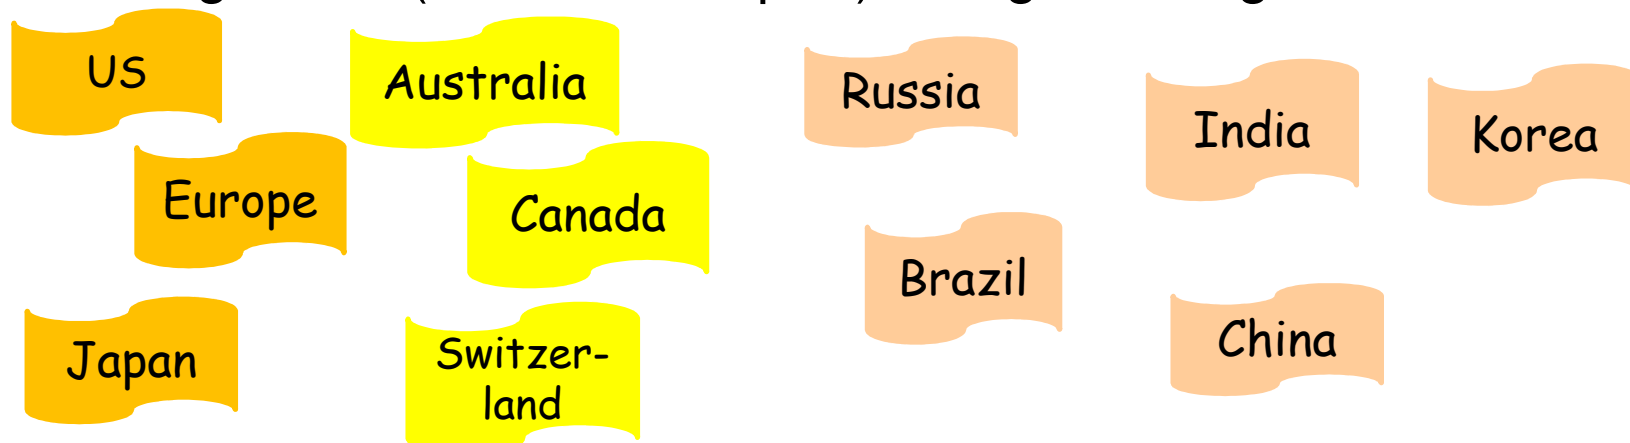 US
Australia
Russia
India
Korea
Europe
Canada
Brazil
Japan
Switzer-
land
China